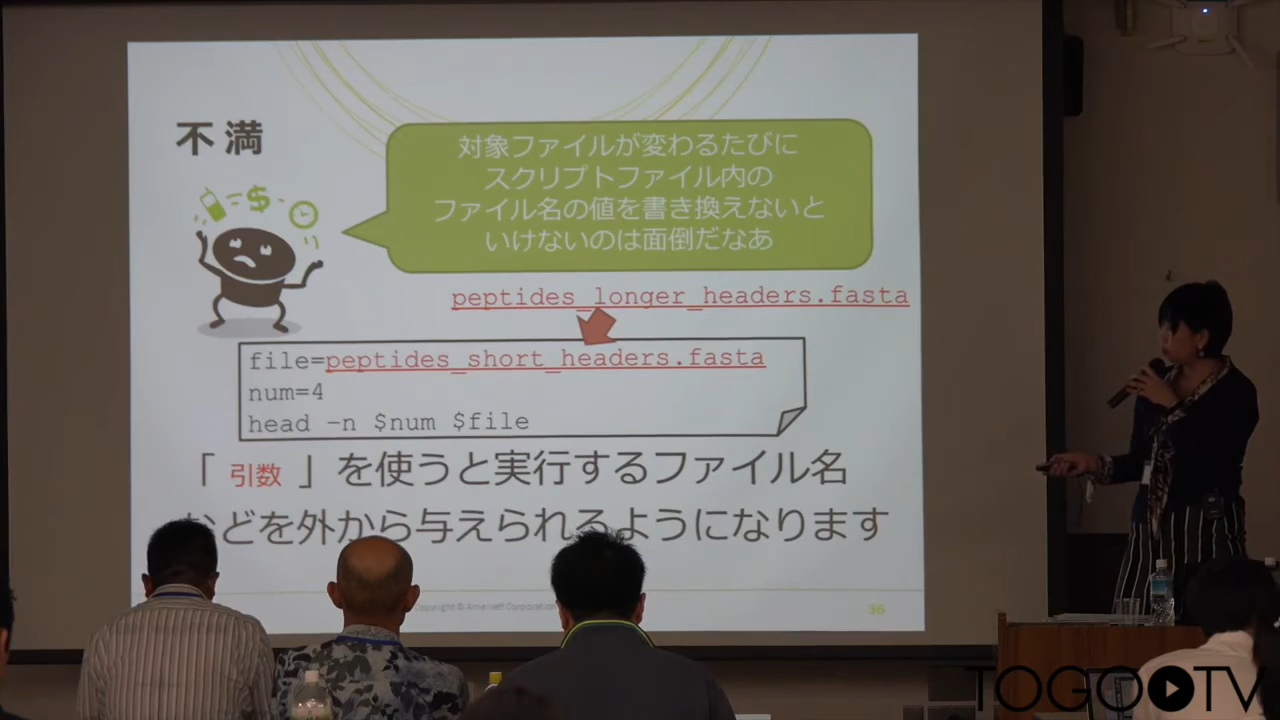 不満
対象ファイルが変わるたびに
スクリプトファイル内の
ファイル名の値を書き換えないと
いけないのは面倒だなあ
peptides_longer_headers.fasta
file=peptides_short_headers.fasta
num=4
head -n $num $file
「 引数 」を使うと実行するファイル名
などを外から与えられるようになります
Copyright © Amelieff Corporation
36
TOGOTV